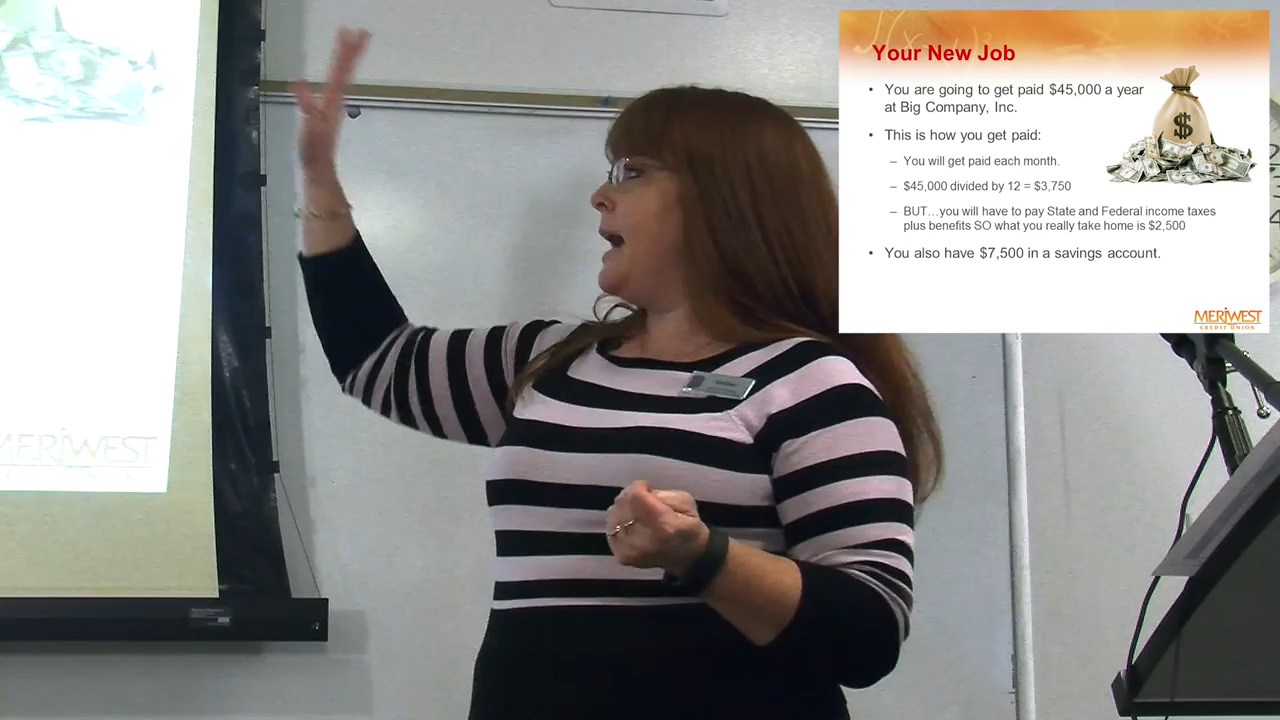 Your New Job
• You are going to get paid $45,000 a year
at Big Company, Inc.
• This is how you get paid:
– You will get paid each month.
– $45,000 divided by 12 = $3,750
– BUT…you will have to pay State and Federal income taxes
plus benefits SO what you really take home is $2,500
• You also have $7,500 in a savings account.
$
MERIWEST
CREDIT UNION
MERIWEST